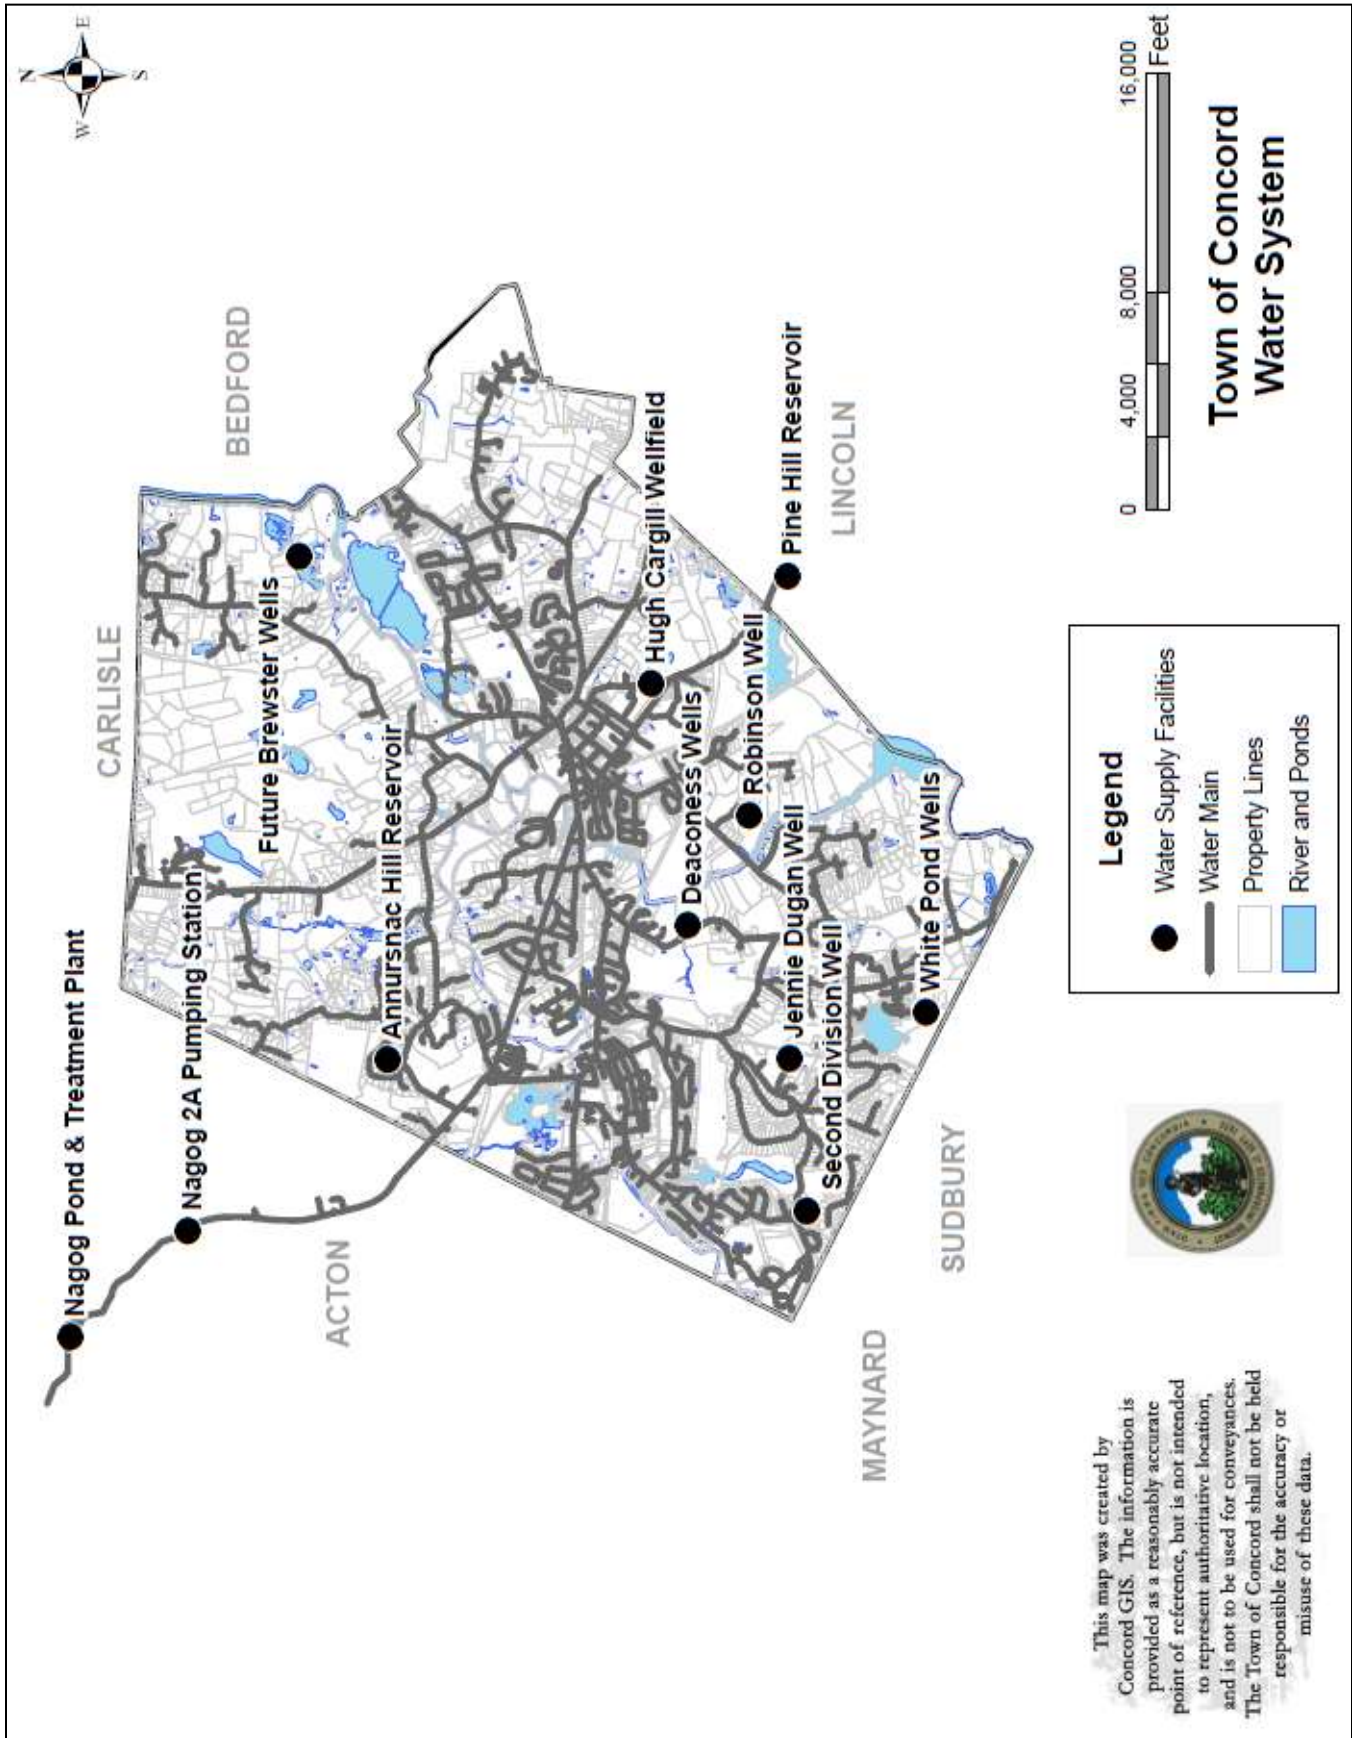 N
W
E
S
Nagog Pond & Treatment Plant
Nagog 2A Pumping Station
CARLISLE
BEDFORD
Future Brewster Wells
ACTON
Annursnac Hill Reservoir
Hugh Cargill Wellfield
Deaconess Wells
Robinson Well
Pine Hill Reservoir
LINCOLN
Jennie Dugan Well
Second Division Well
White Pond Wells
MAYNARD
SUDBURY
This map was created by
Concord GIS. The information is
provided as a reasonably accurate
point of reference, but is not intended
to represent authoritative location,
and is not to be used for conveyances.
The Town of Concord shall not be held
responsible for the accuracy or
misuse of these data.
Legend
Water Supply Facilities
Water Main
Property Lines
River and Ponds
0 4,000 8,000 16,000
Feet
Town of Concord
Water System